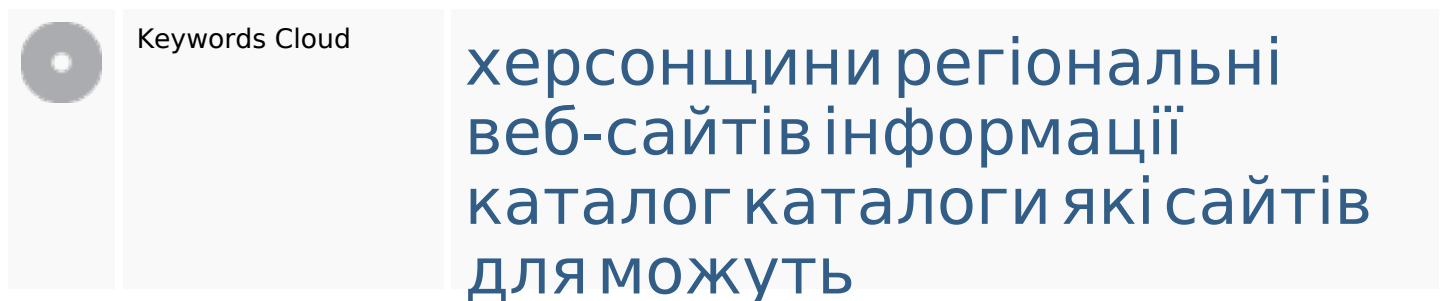 Keywords Cloud
херсонщини регіональні
веб-сайтів інформації
каталог каталоги які сайтів
для можуть